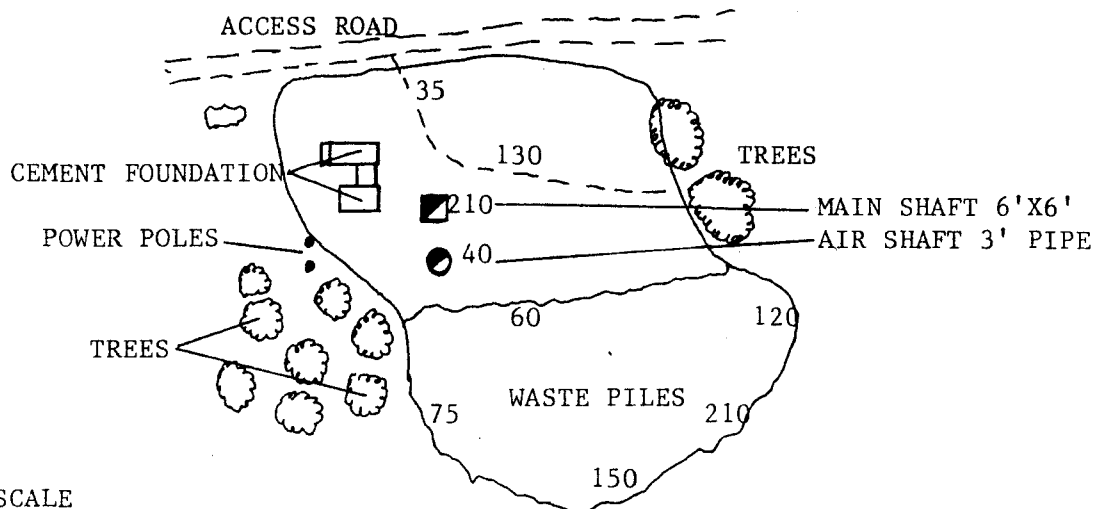 ACCESS ROAD
35
130
TREES
CEMENT FOUNDATION
210
MAIN SHAFT 6'X6'
POWER POLES
40
AIR SHAFT 3' PIPE
60
120
TREES
75
WASTE PILES
210
150
SCALE